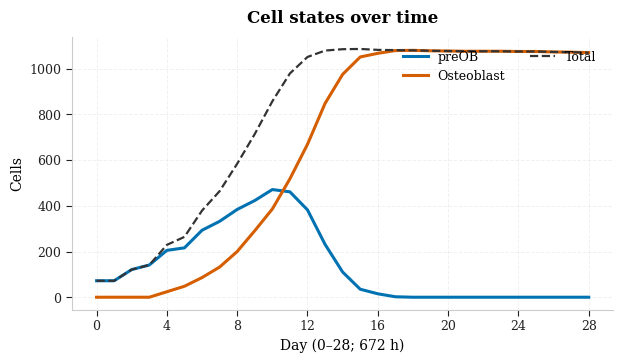 Cell states over time
preOB
Total
Osteoblast
Cells
1000
800
600
400
200
0
0 4 8 12 16 20 24 28
Day (0–28; 672 h)